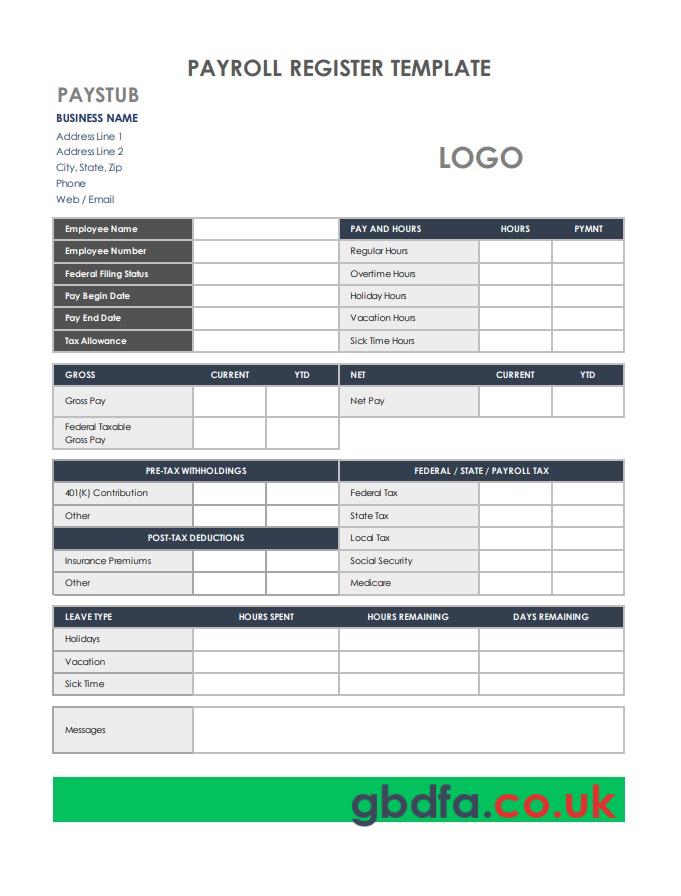 PAYROLL REGISTER TEMPLATE
PAYSTUB
BUSINESS NAME
Address Line 1
Address Line 2
City, State, Zip
Phone
Web / Email
LOGO
Employee Name
Employee Number
Federal Filing Status
Pay Begin Date
Pay End Date
Tax Allowance
PAY AND HOURS HOURS PYMNT
Regular Hours
Overtime Hours
Holiday Hours
Vacation Hours
Sick Time Hours
GROSS CURRENT YTD
Gross Pay
Federal Taxable
Gross Pay
NET CURRENT YTD
Net Pay
PRE-TAX WITHHOLDINGS
401(K) Contribution
Other
POST-TAX DEDUCTIONS
Insurance Premiums
Other
FEDERAL / STATE / PAYROLL TAX
Federal Tax
State Tax
Local Tax
Social Security
Medicare
LEAVE TYPE HOURS SPENT HOURS REMAINING DAYS REMAINING
Holidays
Vacation
Sick Time
Messages
gbdfa.co.uk